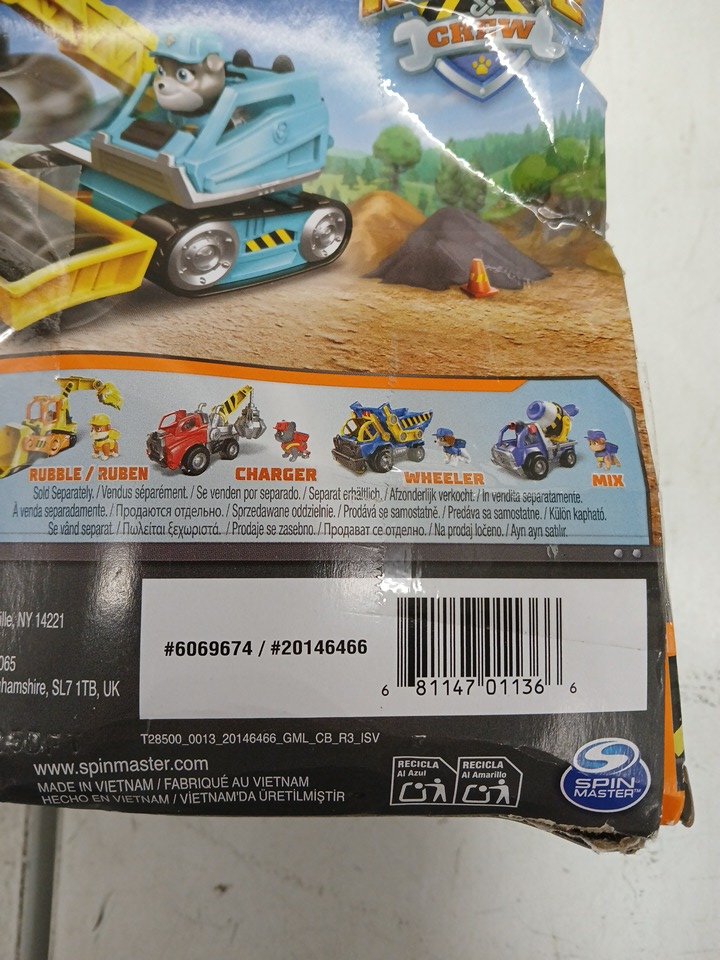 CREW
RUBBLE / RUBEN
CHARGER
WHEELER
MIX
Sold Separately. / Vendus séparément. / Se venden por separado. / Separat erhältlich. / Afzonderlijk verkocht. / In vendita separatamente.
À venda separadamente. / Продаются отдельно. / Sprzedawane oddzielnie. / Prodává se samostatně. / Predáva sa samostatne. / Külön kapható.
Se vând separat. / Πωλείται ξεχωριστά. / Prodaje se zasebno. / Продават се отделно. / Na prodaj ločeno. / Ayrı ayrı satılır.
ille, NY 14221
065
hamshire, SL7 1TB, UK
#6069674 / #20146466
6 81147 01136 6
T28500_0013_20146466_GML_CB_R3_ISV
www.spinmaster.com
MADE IN VIETNAM / FABRIQUÉ AU VIETNAM
HECHO EN VIETNAM / VİETNAM'DA ÜRETİLMİŞTİR
RECICLA
Al Azul
RECICLA
Al Amarillo
SPIN
MASTER™